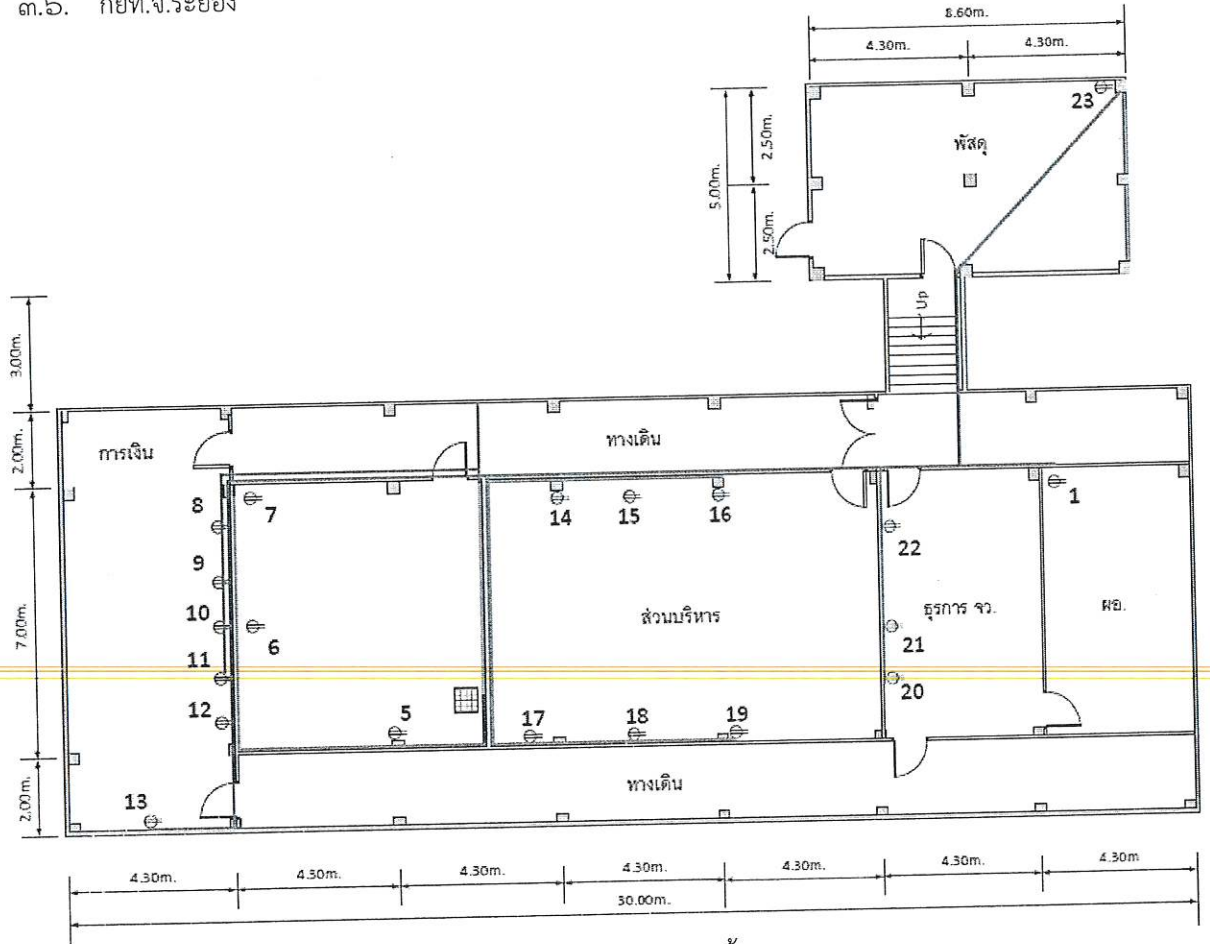 ๓.๖. กยท.จ.ระยอง
8.60m.
4.30m. 4.30m.
23
พัสดุ
2.50m.
5.00m.
2.50m.
Up
3.00m.
2.00m.
7.00m.
2.00m.
การเงิน
ทางเดิน
8 7 14 15 16 1
22
9
10 6 ส่วนบริหาร ธุรการ จว. ผอ.
21
11 20
12 5 17 18 19
ทางเดิน
13
4.30m. 4.30m. 4.30m. 4.30m. 4.30m. 4.30m. 4.30m
30.00m.